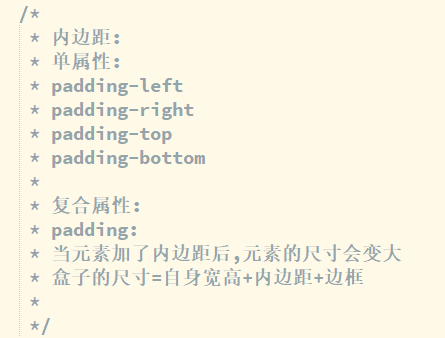 /*
* 内边距:
* 单属性:
* padding-left
* padding-right
* padding-top
* padding-bottom
*
* 复合属性:
* padding:
* 当元素加了内边距后,元素的尺寸会变大
* 盒子的尺寸=自身宽高+内边距+边框
*
*/